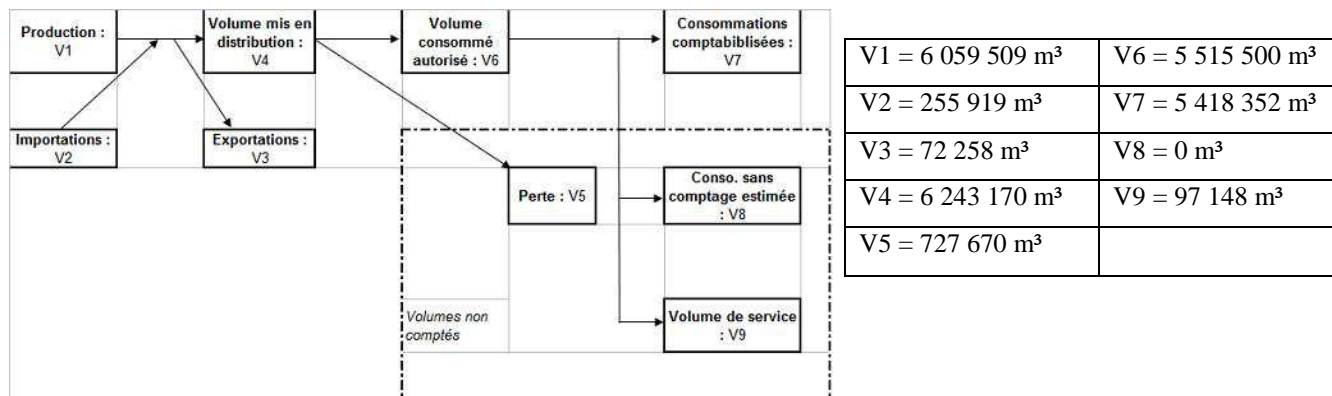 Production :
V1
Volume mis en
distribution :
V4
Volume
consommé
autorisé : V6
Consommations
comptabiblisées :
V7
Importations :
V2
Exportations :
V3
Perte : V5
Conso. sans
comptage estimée
: V8
Volumes non
comptés
Volume de service
: V9
V1 = 6 059 509 m³ V6 = 5 515 500 m³
V2 = 255 919 m³ V7 = 5 418 352 m³
V3 = 72 258 m³ V8 = 0 m³
V4 = 6 243 170 m³ V9 = 97 148 m³
V5 = 727 670 m³